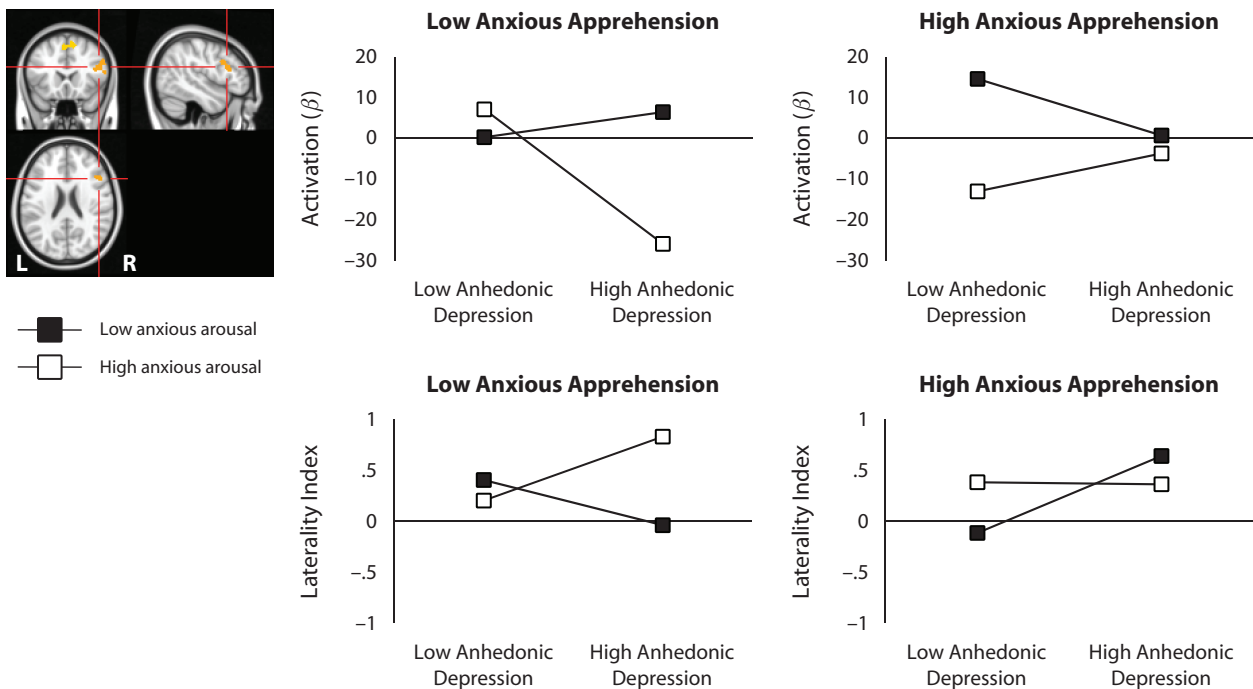 L
R
Low anxious arousal
High anxious arousal
Low Anxious Apprehension
Activation (β)
20
10
0
–10
–20
–30
Low Anhedonic
Depression
High Anhedonic
Depression
High Anxious Apprehension
Activation (β)
20
10
0
–10
–20
–30
Low Anhedonic
Depression
High Anhedonic
Depression
Low Anxious Apprehension
Laterality Index
1
.5
0
–.5
–1
Low Anhedonic
Depression
High Anhedonic
Depression
High Anxious Apprehension
Laterality Index
1
.5
0
–.5
–1
Low Anhedonic
Depression
High Anhedonic
Depression